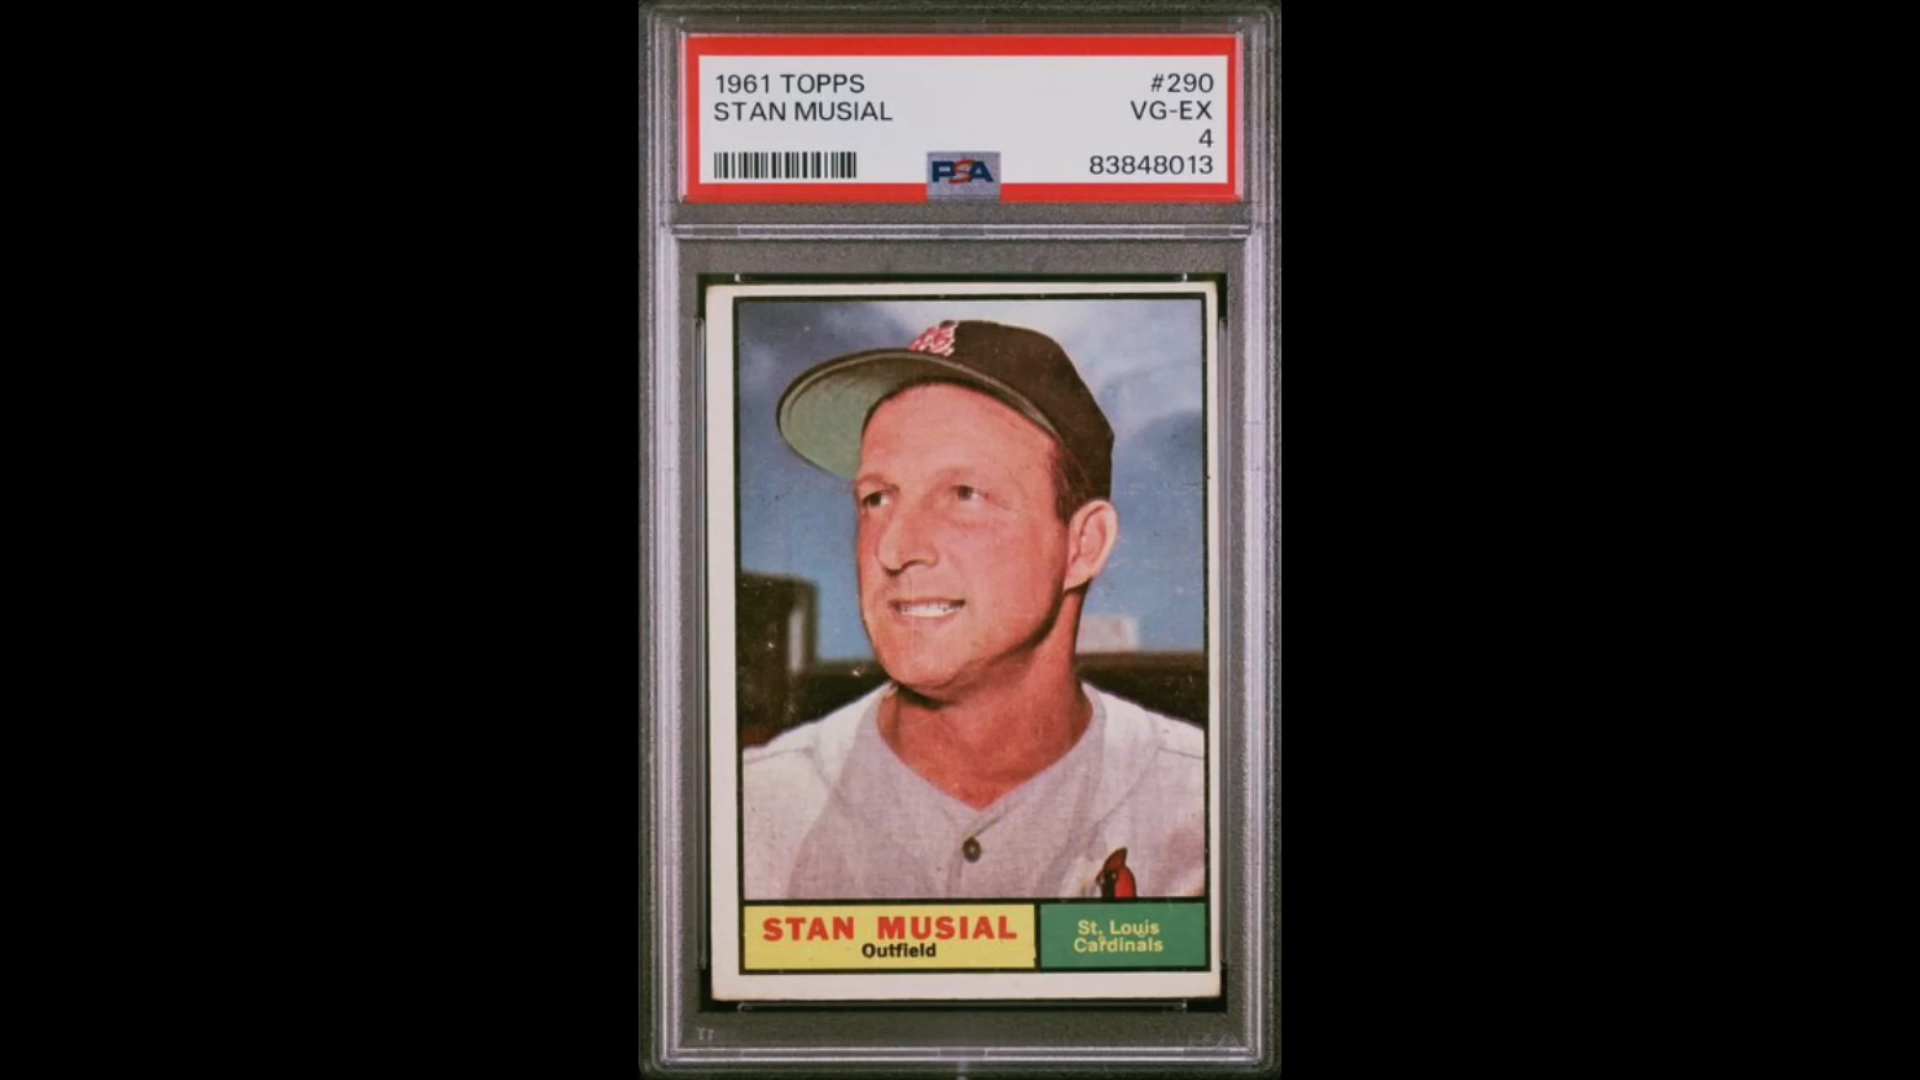 1961 TOPPS #290
STAN MUSIAL VG-EX
4
PSA 83848013
STAN MUSIAL
Outfield
St. Louis
Cardinals